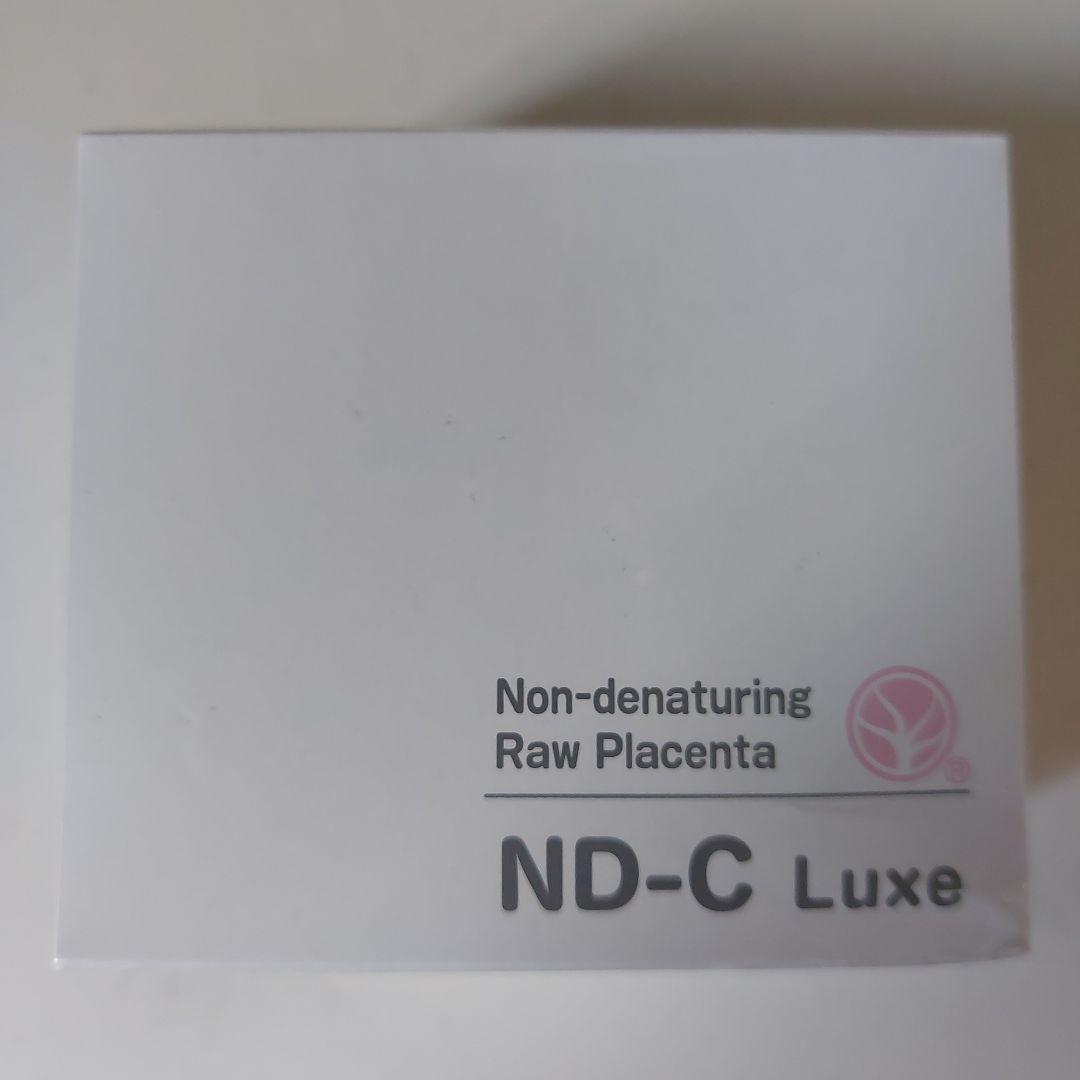 Non-denaturing
Raw Placenta
®
ND-C Luxe